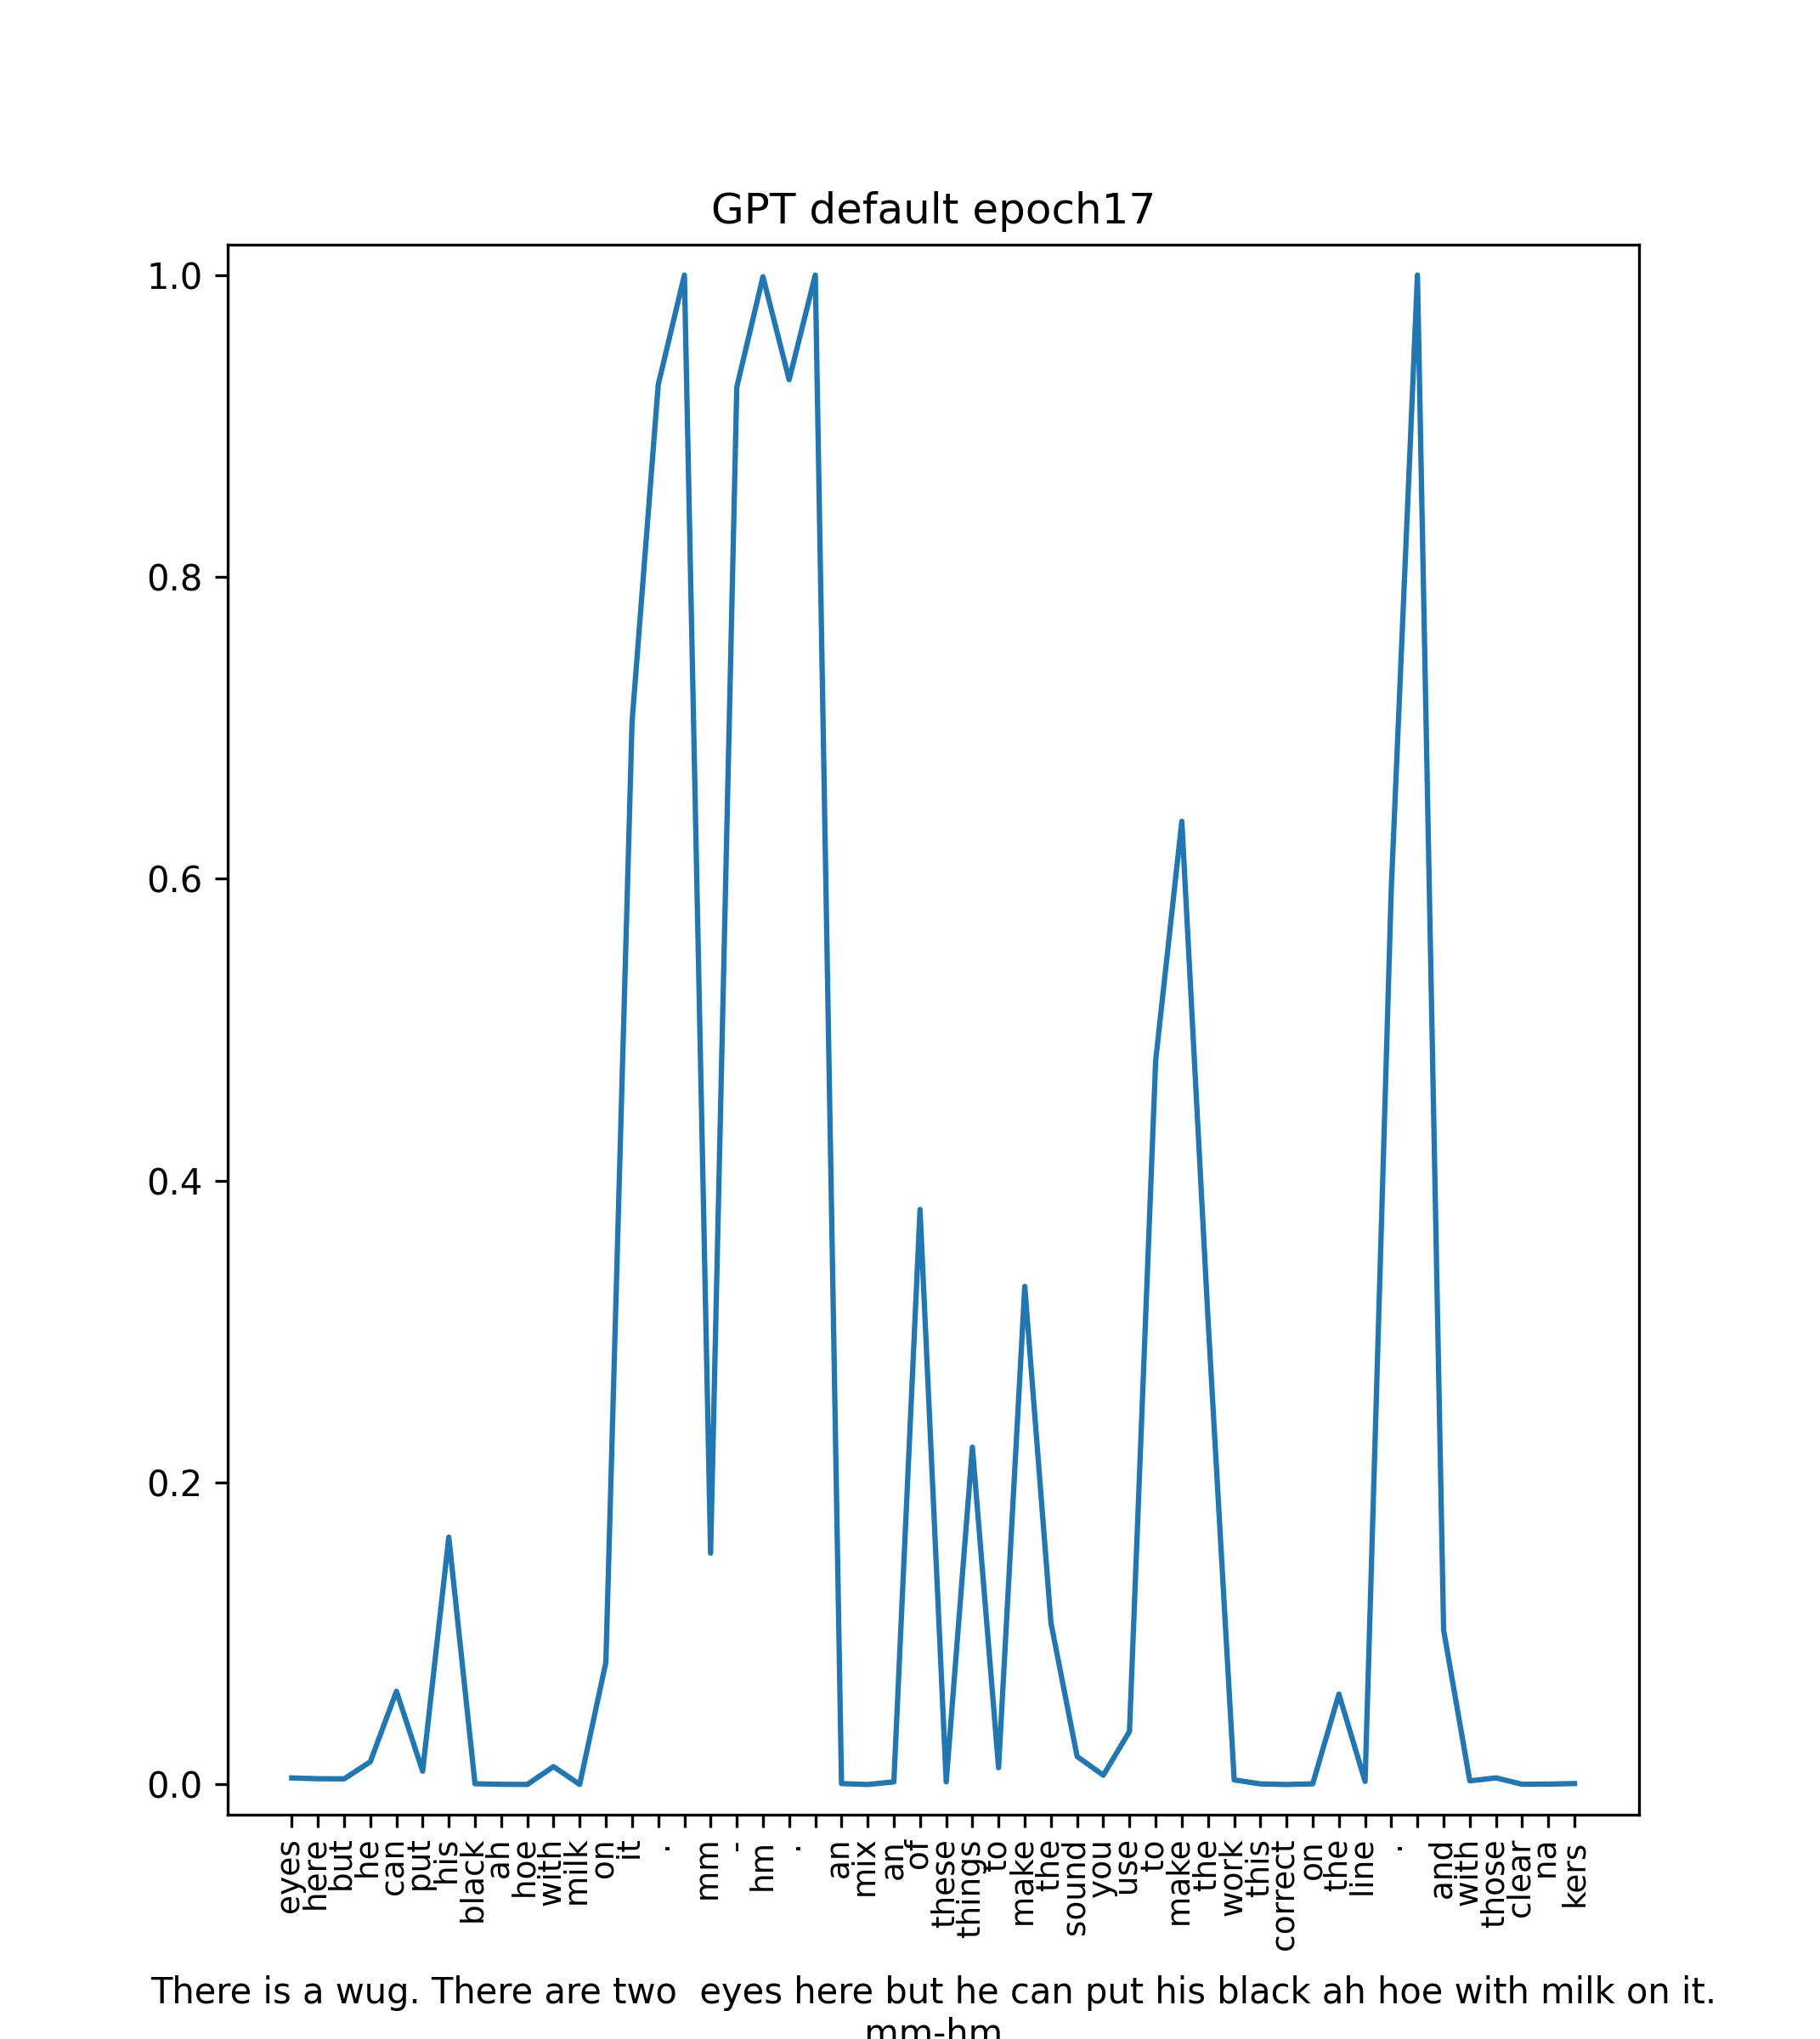 GPT default epoch17
1.0
0.8
0.6
0.4
0.2
0.0
eyes
here
but
he
can
put
his
black
ah
hoe
with
milk
on
it
.
mm
-
hm
.
an
mix
an
of
these
things
to
make
the
sound
you
use
to
make
the
work
this
correct
on
the
line
.
and
with
those
clear
na
kers
There is a wug. There are two  eyes here but he can put his black ah hoe with milk on it.
mm-hm